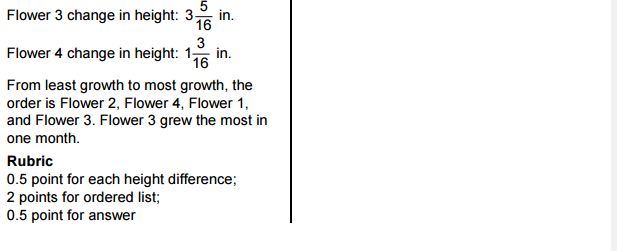 Flower 3 change in height: 3 5/16 in.
Flower 4 change in height: 1 3/16 in.
From least growth to most growth, the
order is Flower 2, Flower 4, Flower 1,
and Flower 3. Flower 3 grew the most in
one month.
Rubric
0.5 point for each height difference;
2 points for ordered list;
0.5 point for answer